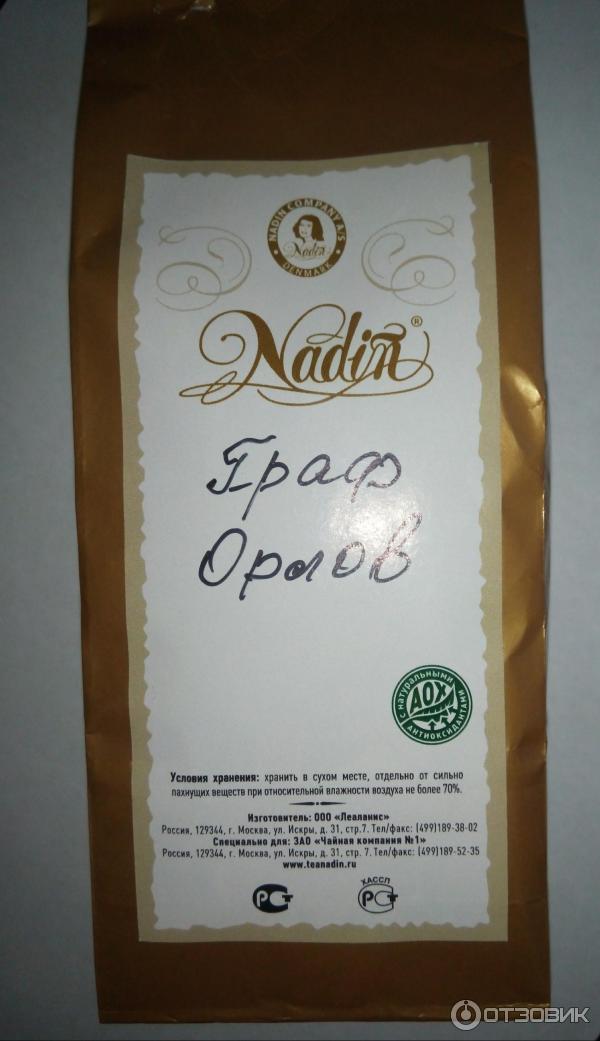 NADIN COMPANY A/S
Nadin
DENMARK
Nadin®
Граф
Орлов
с натуральными
АОХ
антиоксидантами
Условия хранения: хранить в сухом месте, отдельно от сильно
пахнущих веществ при относительной влажности воздуха не более 70%.
Изготовитель: ООО «Леаланис»
Россия, 129344, г. Москва, ул. Искры, д. 31, стр.7. Тел/факс: (499)189-38-02
Специально для: ЗАО «Чайная компания №1»
Россия, 129344, г. Москва, ул. Искры, д. 31, стр. 7. Тел/факс: (499)189-52-35
www.teanadin.ru
ХАССП
РСТ РСТ
ОТЗОВИК